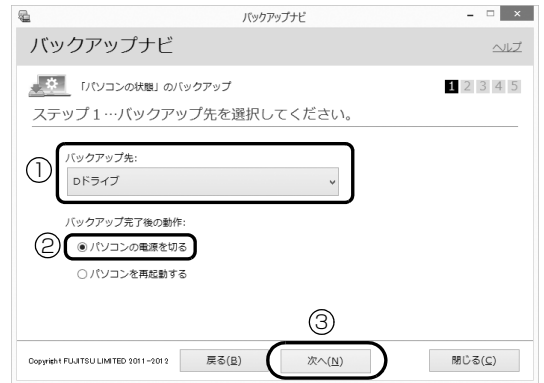 バックアップナビ
バックアップナビ
ヘルプ
「パソコンの状態」のバックアップ
1 2 3 4 5
ステップ1…バックアップ先を選択してください。
①
バックアップ先:
Dドライブ
バックアップ完了後の動作:
②
パソコンの電源を切る
パソコンを再起動する
③
Copyright FUJITSU LIMITED 2011-2012
戻る(B)
次へ(N)
閉じる(C)